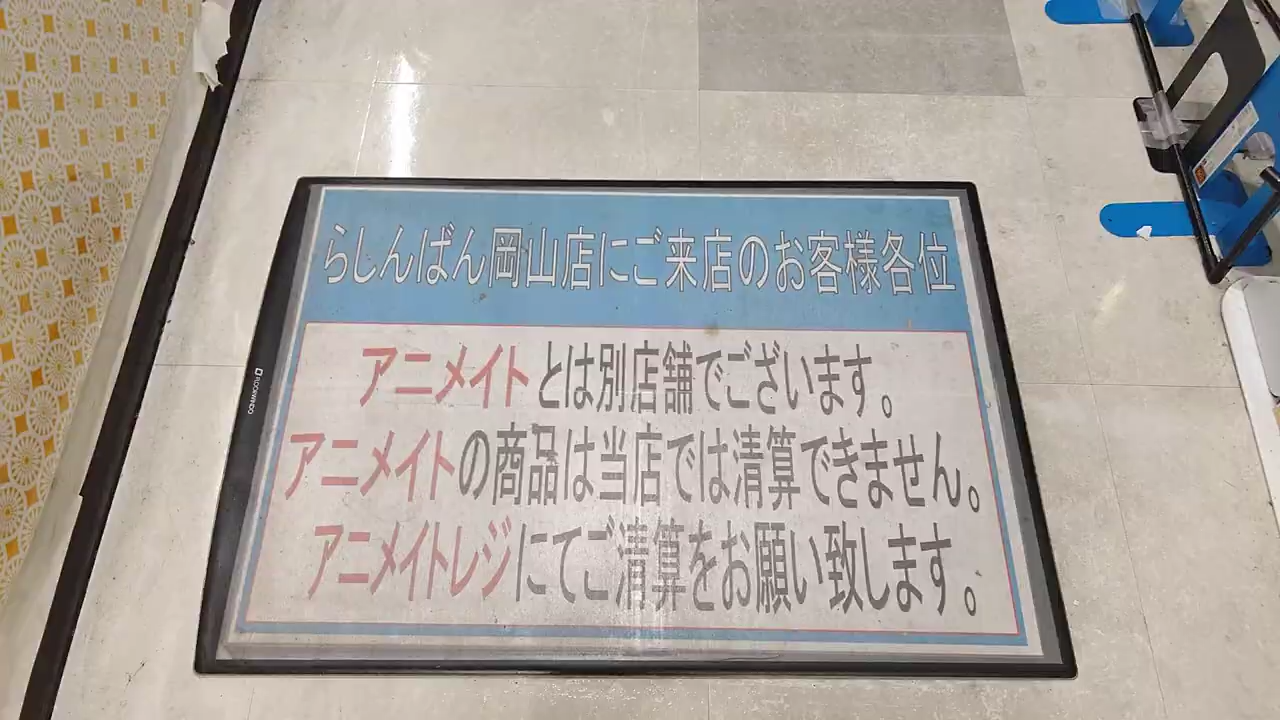 らしんばん岡山店にご来店のお客様各位
アニメイトとは別店舗でございます。
アニメイトの商品は当店では清算できません。
アニメイトレジにてご清算をお願い致します。